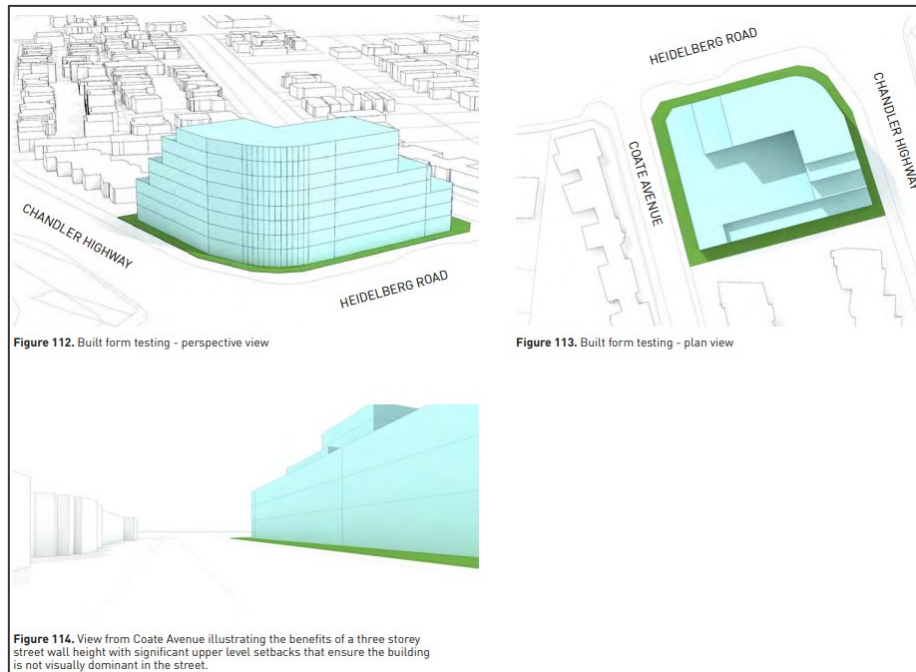 CHANDLER HIGHWAY
HEIDELBERG ROAD
Figure 112. Built form testing - perspective view
HEIDELBERG ROAD
COATE AVENUE
CHANDLER HIGHWAY
Figure 113. Built form testing - plan view
Figure 114. View from Coate Avenue illustrating the benefits of a three storey
street wall height with significant upper level setbacks that ensure the building
is not visually dominant in the street.